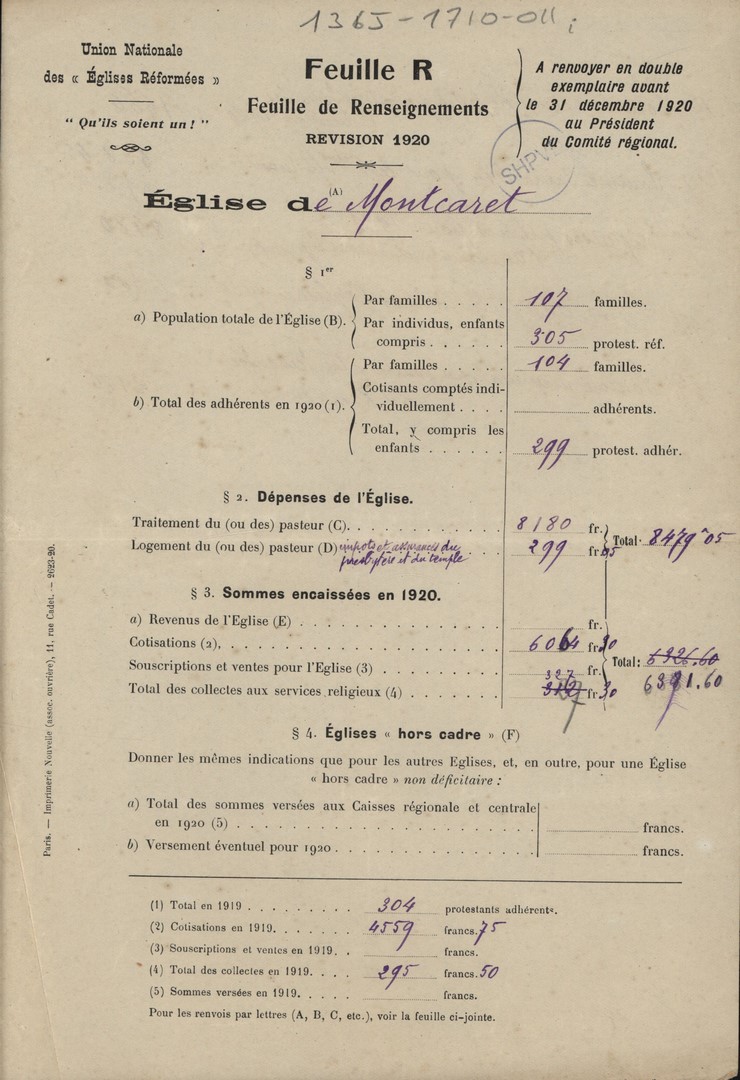 1365-1710-011
Union Nationale
des « Églises Réformées »
" Qu'ils soient un ! "
Feuille R
Feuille de Renseignements
REVISION 1920
A renvoyer en double
exemplaire avant
le 31 décembre 1920
au Président
du Comité régional.
SHPF
Église de (A) Montcaret
§ 1er
a) Population totale de l'Église (B).
Par familles . . . . . 107 familles.
Par individus, enfants
compris . . . . . . 305 protest. réf.
b) Total des adhérents en 1920 (1).
Par familles . . . . . 104 familles.
Cotisants comptés indi-
viduellement . . . . adhérents.
Total, y compris les
enfants . . . . . . 299 protest. adhér.
§ 2. Dépenses de l'Église.
Traitement du (ou des) pasteur (C). . . . . . . . . . . 8180 fr.
Logement du (ou des) pasteur (D) impots et assurances du . . 299 fr. 05
presbytère et du temple
Total · 8479 05
§ 3. Sommes encaissées en 1920.
a) Revenus de l'Eglise (E) . . . . . . . . . . . . . fr.
Cotisations (2), . . . . . . . . . . . . . . . . 6064 fr. 30
Souscriptions et ventes pour l'Eglise (3) . . . . . . . fr.
Total des collectes aux services religieux (4) . . . . . . 327 fr. 30
Total : 6326.60
6391.60
§ 4. Églises « hors cadre » (F)
Donner les mêmes indications que pour les autres Eglises, et, en outre, pour une Église
« hors cadre » non déficitaire :
a) Total des sommes versées aux Caisses régionale et centrale
en 1920 (5) . . . . . . . . . . . . . . . . . francs.
b) Versement éventuel pour 1920 . . . . . . . . . . . francs.
(1) Total en 1919 . . . . . . . . . 304 protestants adhérents.
(2) Cotisations en 1919. . . . . . . 4559 francs. 75
(3) Souscriptions et ventes en 1919. . francs.
(4) Total des collectes en 1919. . . . 295 francs. 50
(5) Sommes versées en 1919. . . . . francs.
Pour les renvois par lettres (A, B, C, etc.), voir la feuille ci-jointe.
Paris. — Imprimerie Nouvelle (assoc. ouvrière), 11, rue Cadet. — 2623-20.